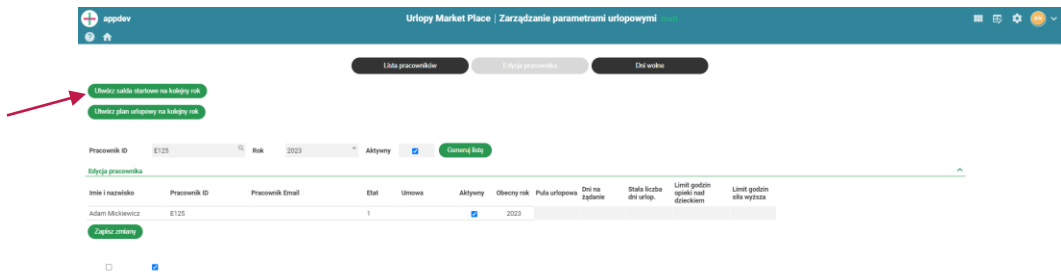 appdev
Urlopy Market Place | Zarządzanie parametrami urlopowymi
Lista pracowników Edycja pracownika Dni wolne
Utwórz salda startowe na kolejny rok
Utwórz plan urlopowy na kolejny rok
Pracownik ID E125 Rok 2023 Aktywny Generuj listę
Edycja pracownika
Imie i nazwisko Pracownik ID Pracownik Email Etat Umowa Aktywny Obecny rok Pula urlopowa Dni na żądanie Stała liczba dni urlop. Limit godzin opieki nad dzieckiem Limit godzin siła wyższa
Adam Mickiewicz E125 1 2023
Zapisz zmiany